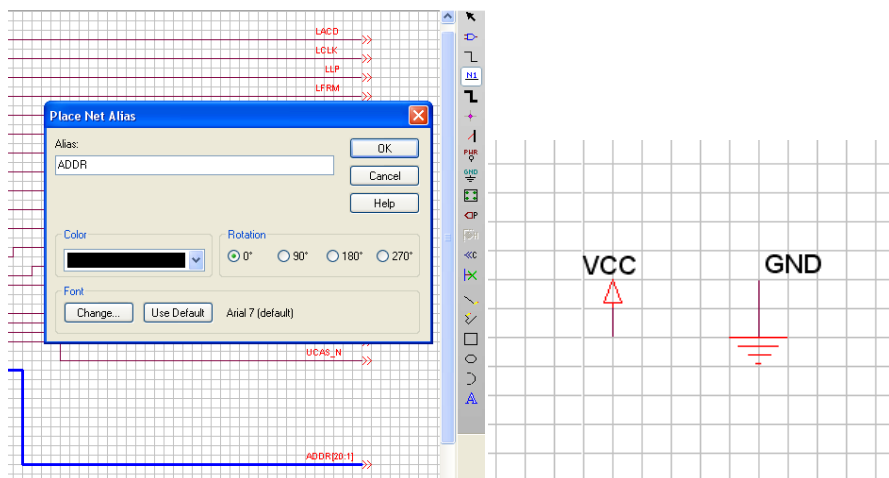 LACD
LCLK
LLP
LFRM
N1
Place Net Alias
Alias:
OK
ADDR
Cancel
Help
PWR
GND
Color
Rotation
0° 90° 180° 270°
Font
Change... Use Default Arial 7 (default)
UCAS_N
ADDR[20:1]
VCC
GND